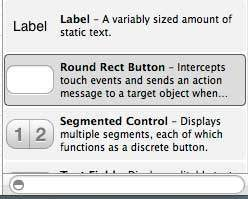 Label
Label – A variably sized amount of
static text.
Round Rect Button – Intercepts
touch events and sends an action
message to a target object when...
1 2
Segmented Control – Displays
multiple segments, each of which
functions as a discrete button.